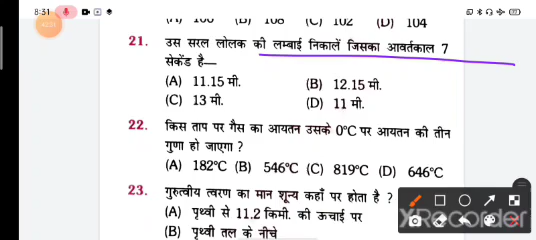 8:31
(A) 100 (B) 108 (C) 102 (D) 104
21. उस सरल लोलक की लम्बाई निकालें जिसका आवर्तकाल 7
सेकेंड है—
(A) 11.15 मी. (B) 12.15 मी.
(C) 13 मी. (D) 11 मी.
22. किस ताप पर गैस का आयतन उसके 0°C पर आयतन की तीन
गुणा हो जाएगा ?
(A) 182°C (B) 546°C (C) 819°C (D) 646°C
23. गुरुत्वीय त्वरण का मान शून्य कहाँ पर होता है ?
(A) पृथ्वी से 11.2 किमी. की ऊचाई पर
(B) पृथ्वी तल के नीचे
XRecorder